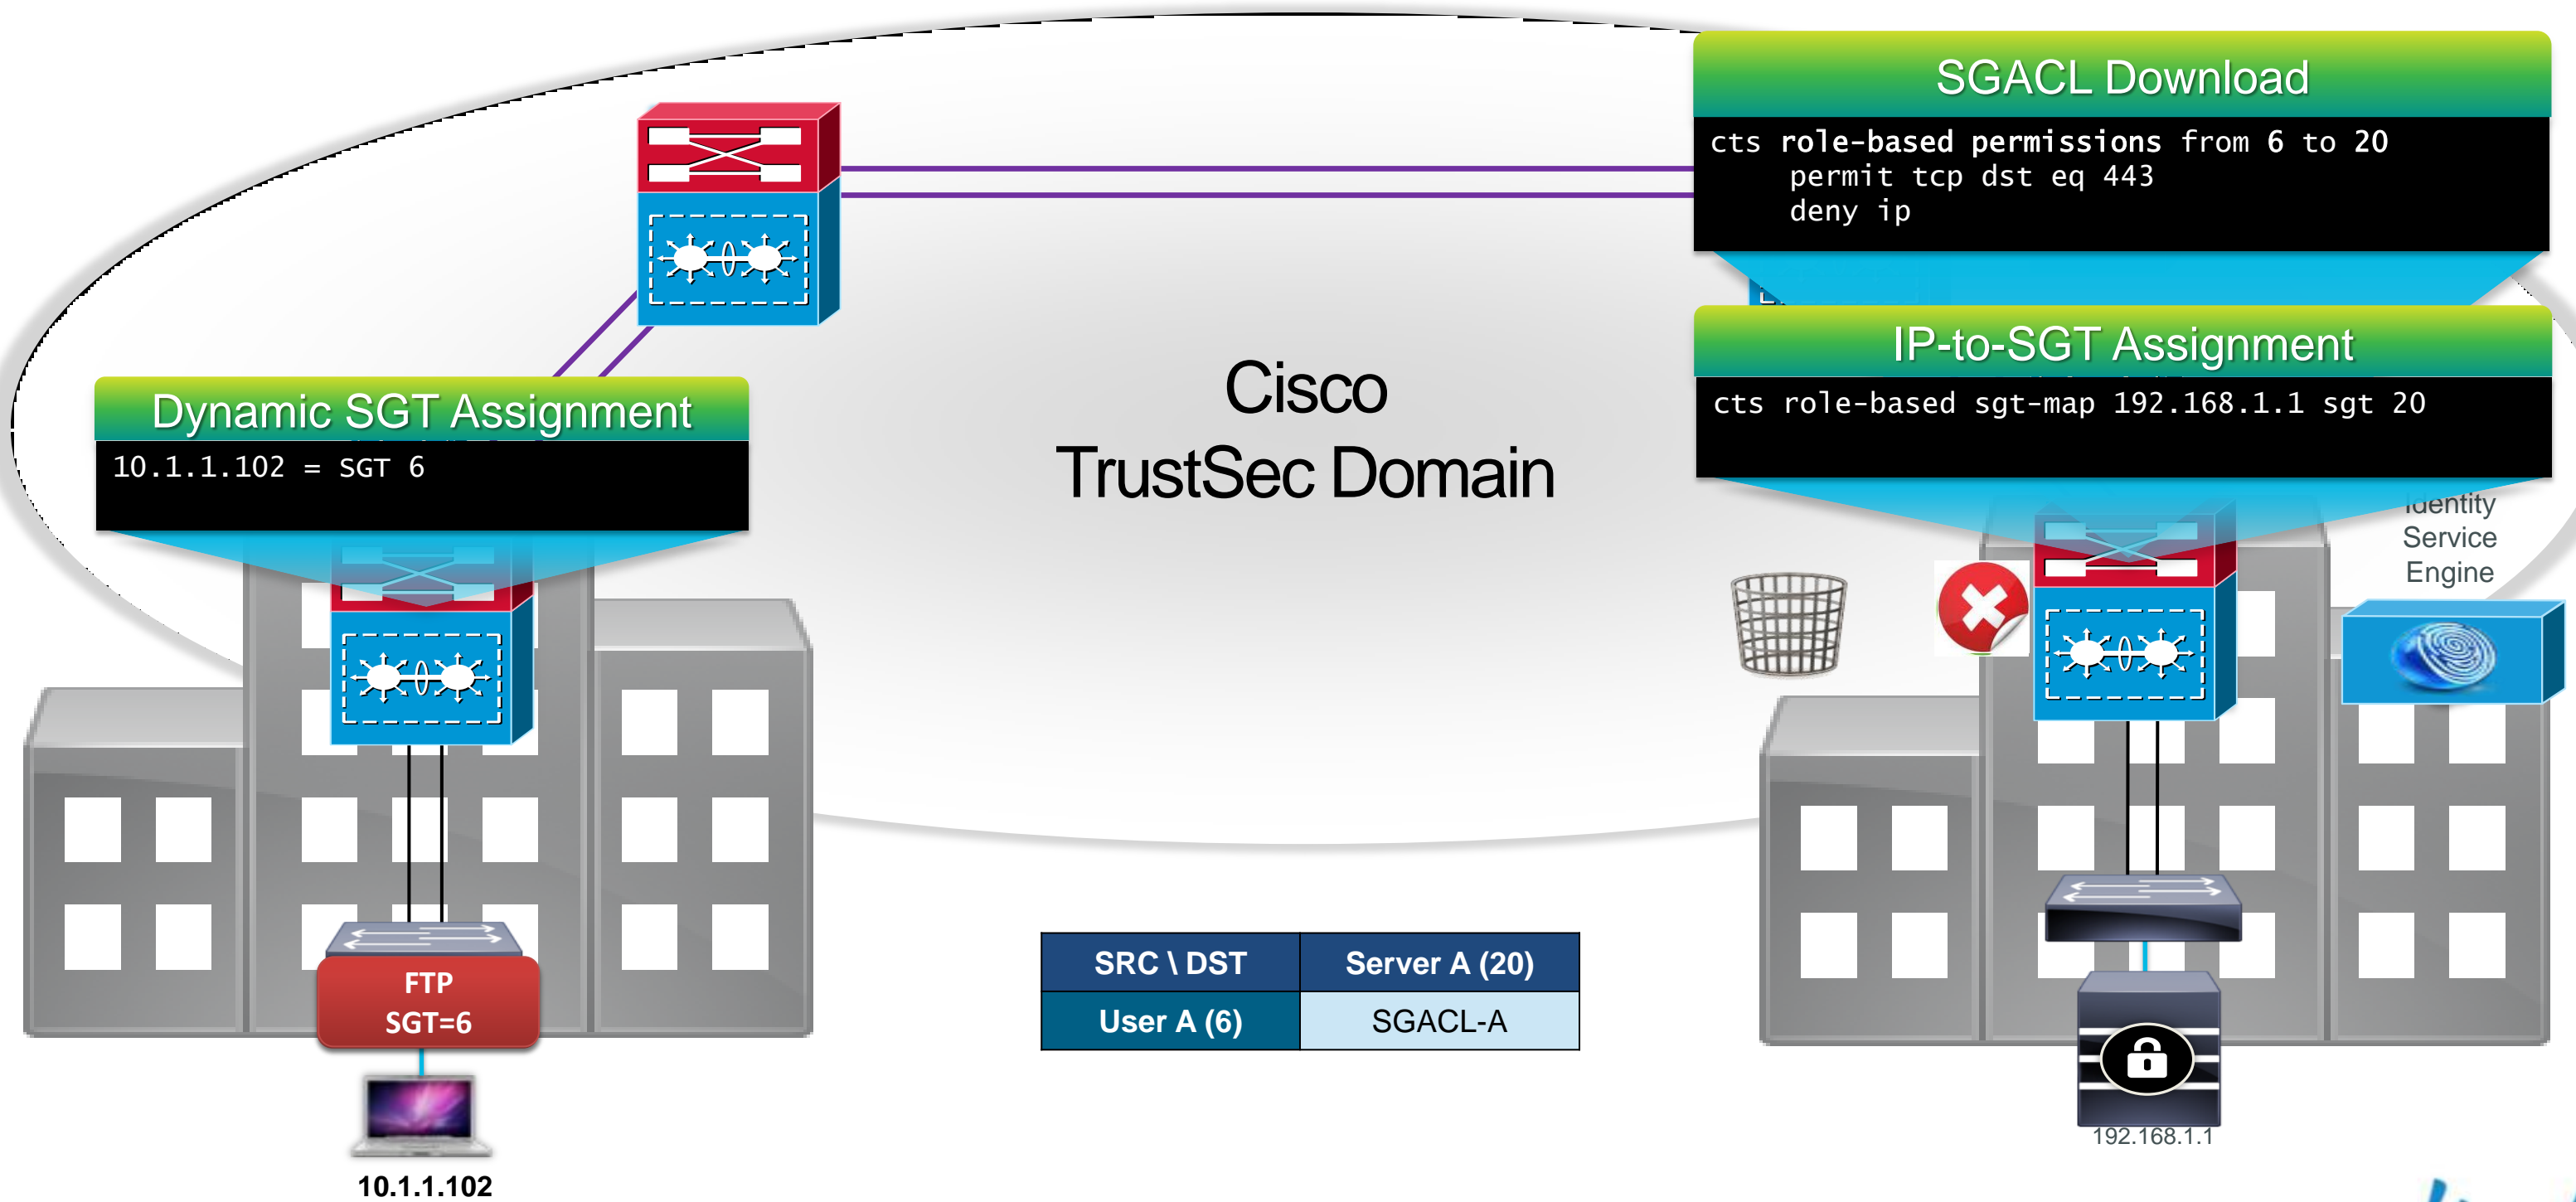 SGACL Download
cts role-based permissions from 6 to 20
permit tcp dst eq 443
deny ip
IP-to-SGT Assignment
cts role-based sgt-map 192.168.1.1 sgt 20
Dynamic SGT Assignment
10.1.1.102 = SGT 6
Cisco
TrustSec Domain
Identity
Service
Engine
FTP
SGT=6
SRC \ DST Server A (20)
User A (6) SGACL-A
192.168.1.1
10.1.1.102